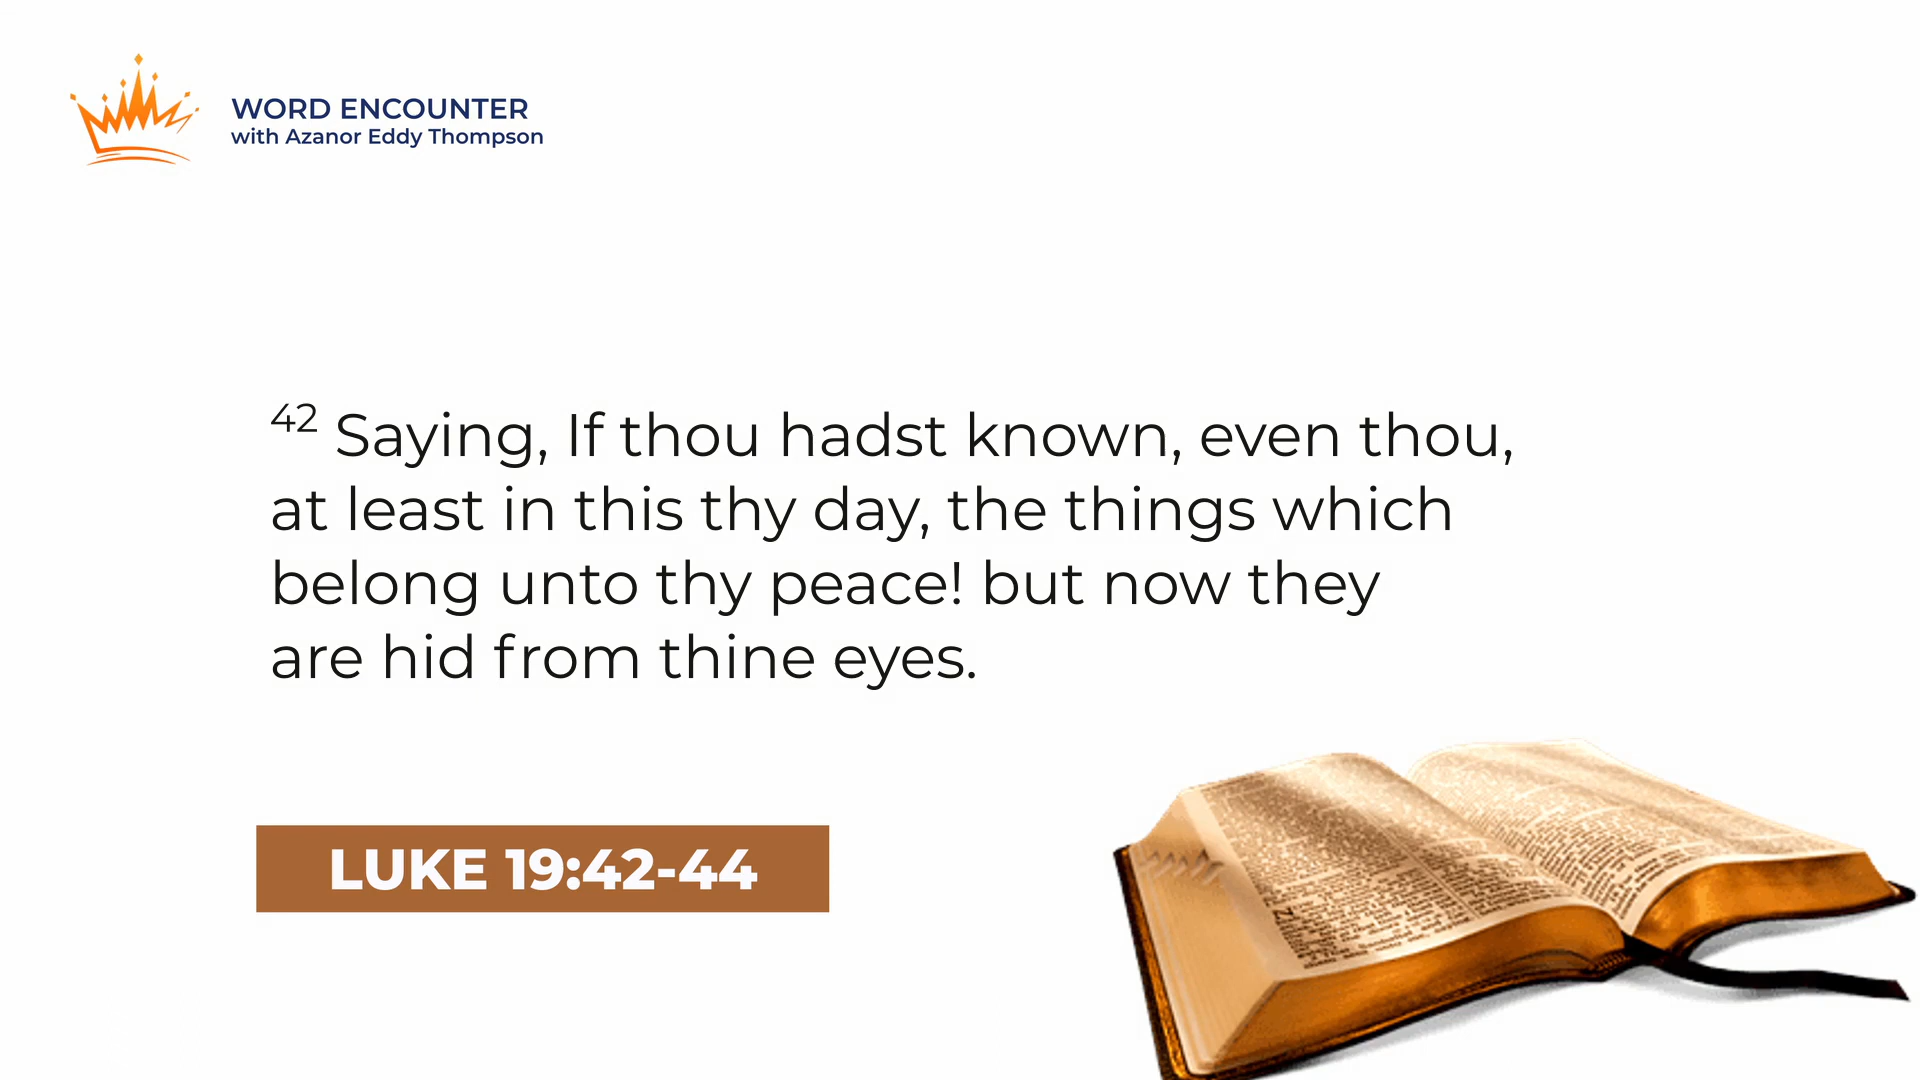 WORD ENCOUNTER
with Azanor Eddy Thompson
42 Saying, If thou hadst known, even thou,
at least in this thy day, the things which
belong unto thy peace! but now they
are hid from thine eyes.
LUKE 19:42-44